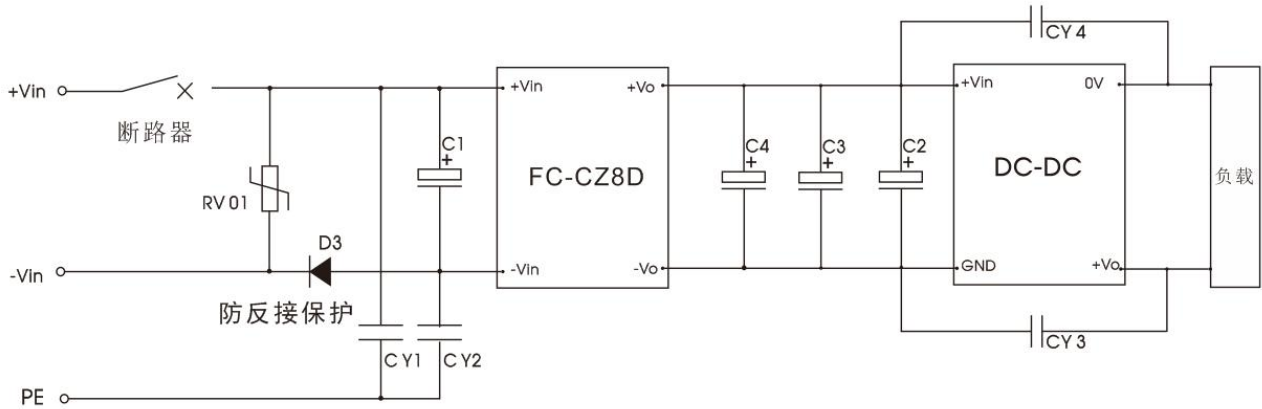 CY4
+Vin
断路器
RV01
C1
+
+Vin
+Vo
FC-CZ8D
-Vin
-Vo
C4
+
C3
+
C2
+
+Vin
0V
DC-DC
GND
+Vo
负载
-Vin
D3
防反接保护
CY1
CY2
CY3
PE